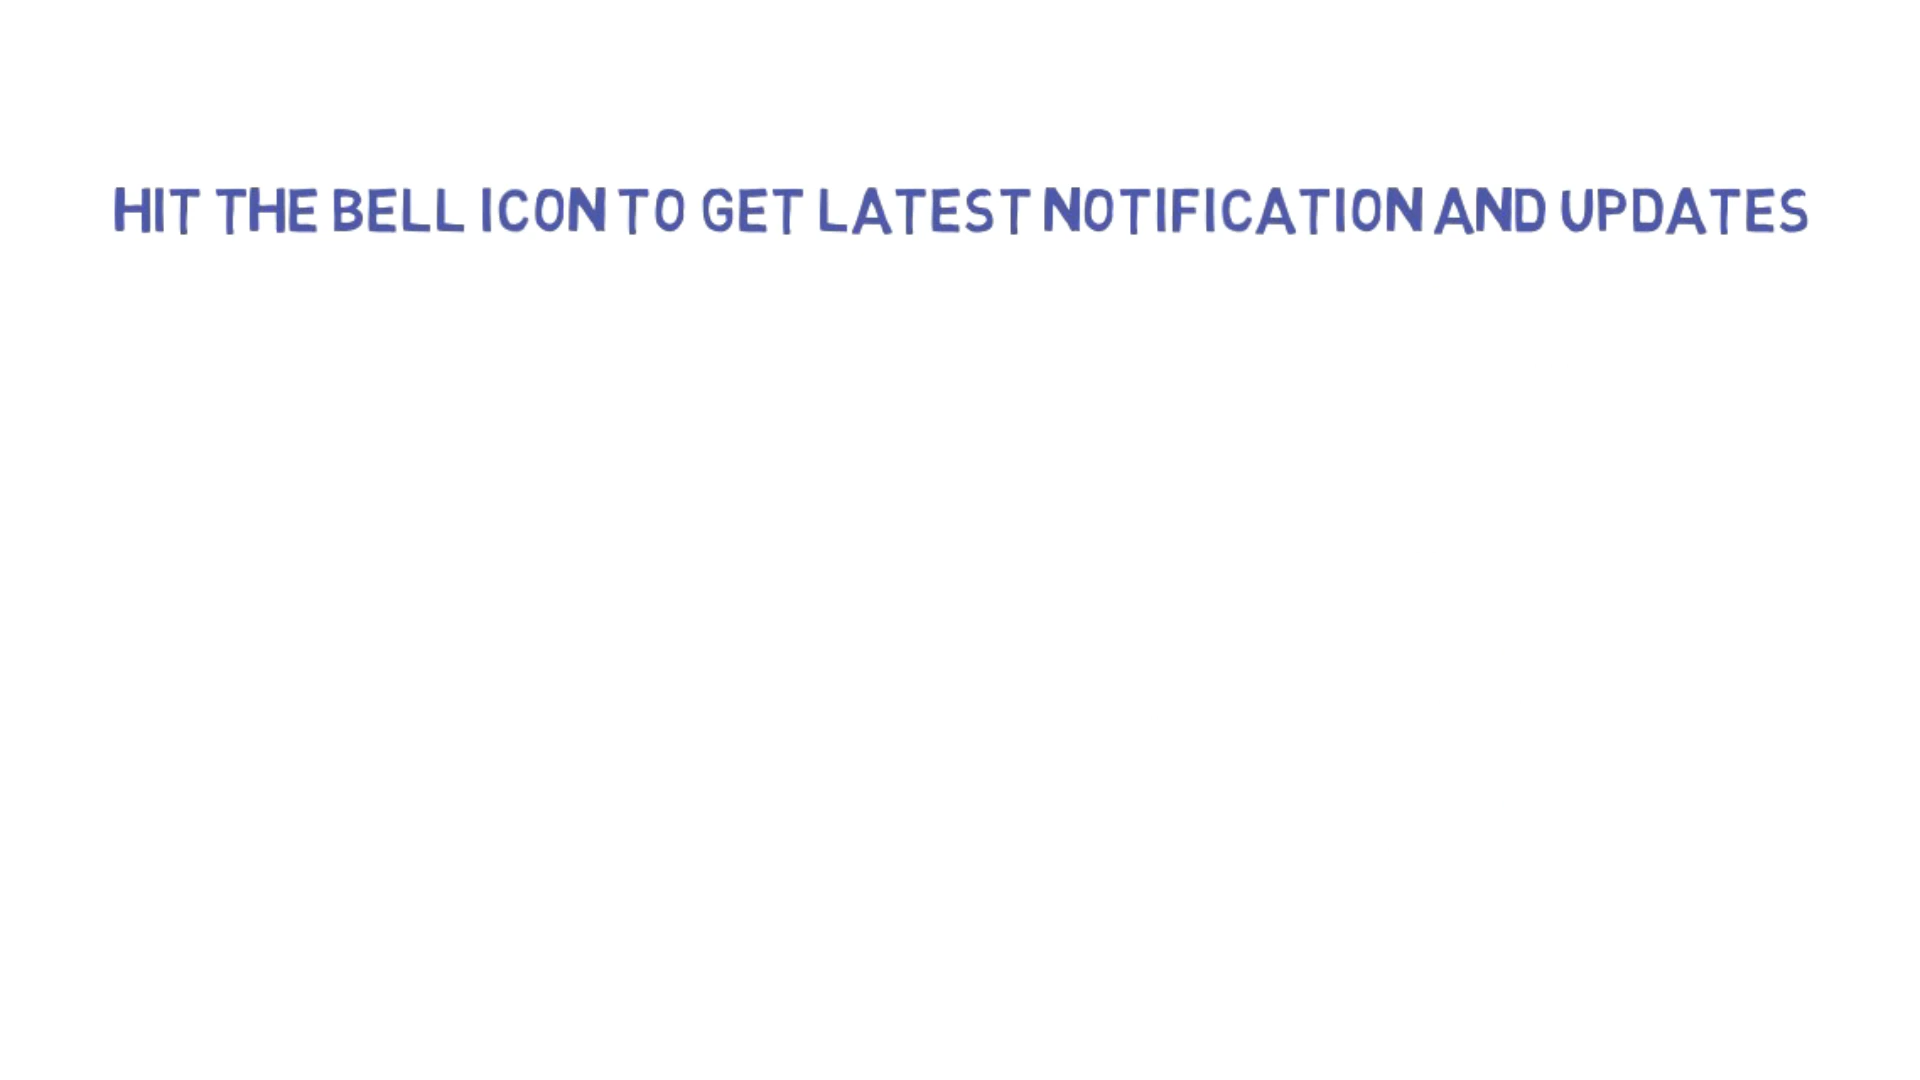 HIT THE BELL ICON TO GET LATEST NOTIFICATION AND UPDATES